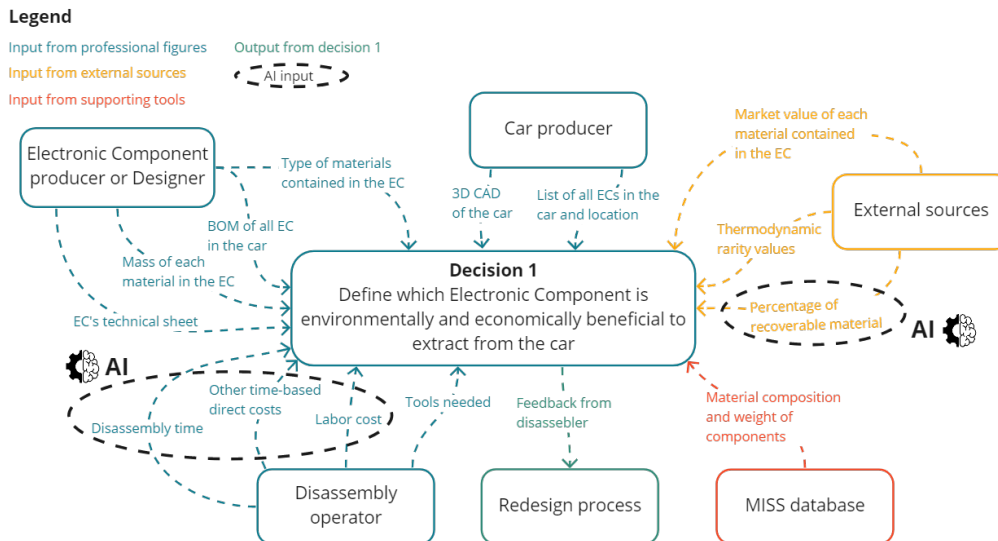 Legend
Input from professional figures
Output from decision 1
Input from external sources
AI input
Input from supporting tools
Electronic Component
producer or Designer
Car producer
External sources
Type of materials
contained in the EC
3D CAD
of the car
List of all ECs in the
car and location
Market value of each
material contained
in the EC
BOM of all EC
in the car
Mass of each
material in the EC
EC's technical sheet
Thermodynamic
rarity values
Percentage of
recoverable material
AI
Decision 1
Define which Electronic Component is
environmentally and economically beneficial to
extract from the car
AI
Other time-based
direct costs
Disassembly time
Labor cost
Tools needed
Feedback from
disassebler
Material composition
and weight of
components
Disassembly
operator
Redesign process
MISS database